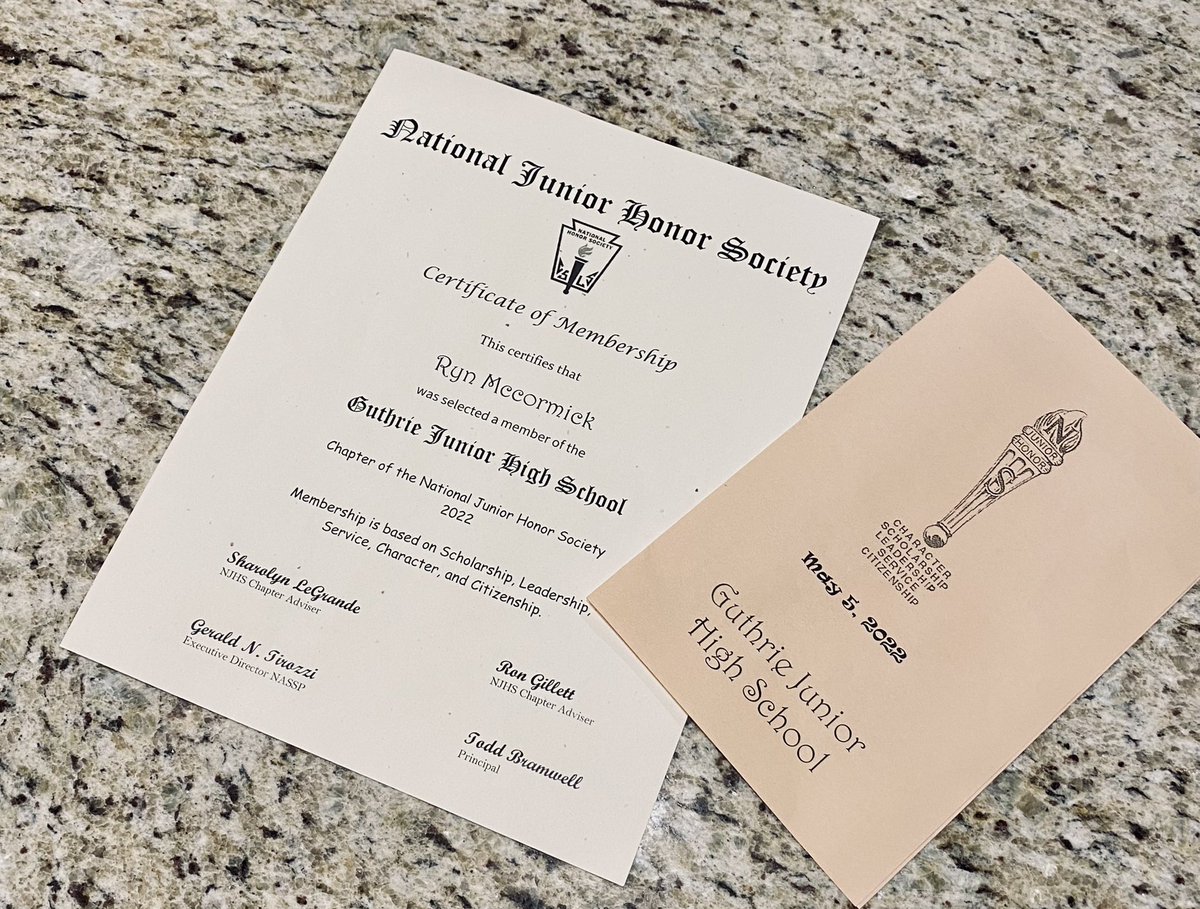 National Junior Honor Society
NATIONAL
HONOR SOCIETY
Certificate of Membership
This certifies that
Ryn Mccormick
was selected a member of the
Guthrie Junior High School
Chapter of the National Junior Honor Society
2022
Membership is based on Scholarship, Leadership,
Service, Character, and Citizenship.
Sharolyn LeGrande
NJHS Chapter Adviser
Gerald N. Tirozzi
Executive Director NASSP
Ron Gillett
NJHS Chapter Adviser
Todd Bramwell
Principal
N
JUNIOR
HONOR
S
CHARACTER
SCHOLARSHIP
LEADERSHIP
SERVICE
CITIZENSHIP
May 5, 2022
Guthrie Junior
High School